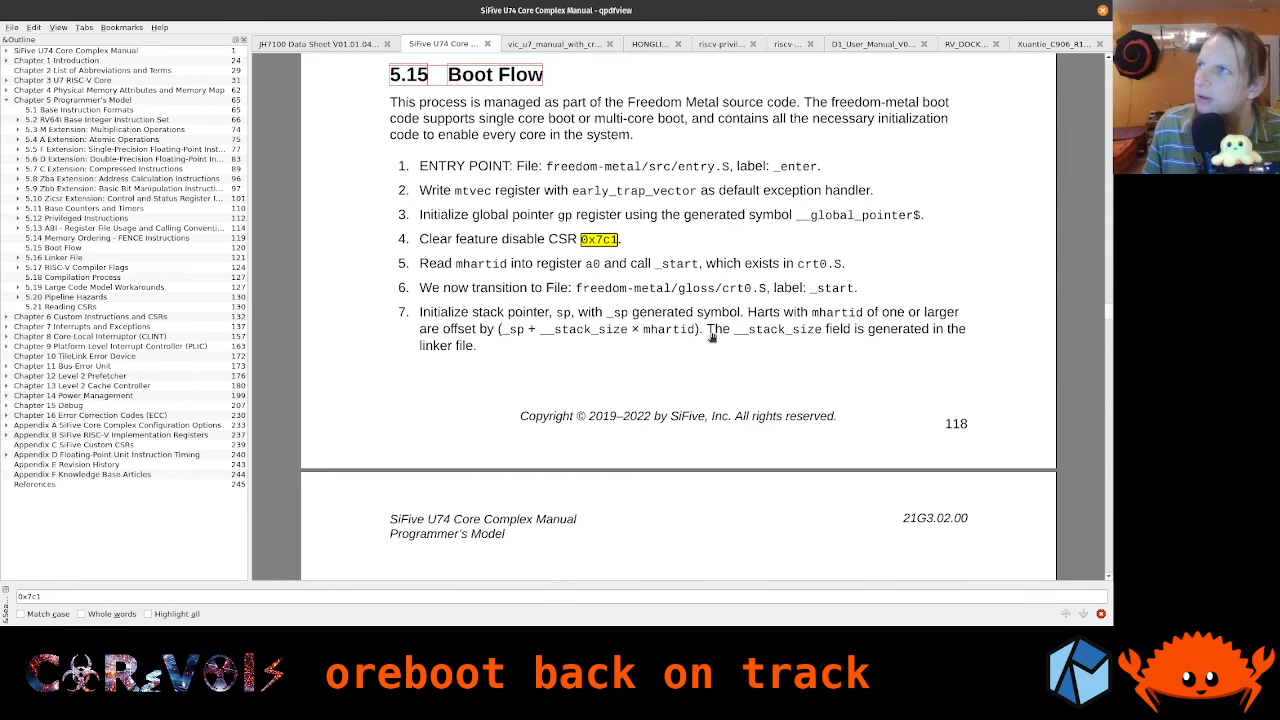 SiFive U74 Core Complex Manual - qpdfview
File Edit View Tabs Bookmarks Help
&Outline
JH7100 Data Sheet V01.01.04...
SiFive U74 Core ...
vic_u7_manual_with_cr...
HONGLI...
riscv-privil...
riscv-...
D1_User_Manual_V0...
RV_DOCK...
Xuantie_C906_R1...
SiFive U74 Core Complex Manual 1
Chapter 1 Introduction 24
Chapter 2 List of Abbreviations and Terms 29
Chapter 3 U7 RISC-V Core 31
Chapter 4 Physical Memory Attributes and Memory Map 62
Chapter 5 Programmer's Model 65
5.1 Base Instruction Formats 65
5.2 RV64I Base Integer Instruction Set 66
5.3 M Extension: Multiplication Operations 74
5.4 A Extension: Atomic Operations 75
5.5 F Extension: Single-Precision Floating-Point Inst... 77
5.6 D Extension: Double-Precision Floating-Point In... 83
5.7 C Extension: Compressed Instructions 89
5.8 Zba Extension: Address Calculation Instructions 96
5.9 Zbb Extension: Basic Bit Manipulation Instructi... 97
5.10 Zicsr Extension: Control and Status Register I... 101
5.11 Base Counters and Timers 110
5.12 Privileged Instructions 112
5.13 ABI - Register File Usage and Calling Conventi... 114
5.14 Memory Ordering - FENCE Instructions 119
5.15 Boot Flow 120
5.16 Linker File 121
5.17 RISC-V Compiler Flags 124
5.18 Compilation Process 127
5.19 Large Code Model Workarounds 127
5.20 Pipeline Hazards 130
5.21 Reading CSRs 130
Chapter 6 Custom Instructions and CSRs 132
Chapter 7 Interrupts and Exceptions 137
Chapter 8 Core-Local Interruptor (CLINT) 157
Chapter 9 Platform-Level Interrupt Controller (PLIC) 163
Chapter 10 TileLink Error Device 172
Chapter 11 Bus-Error Unit 173
Chapter 12 Level 2 Prefetcher 176
Chapter 13 Level 2 Cache Controller 180
Chapter 14 Power Management 199
Chapter 15 Debug 207
Chapter 16 Error Correction Codes (ECC) 230
Appendix A SiFive Core Complex Configuration Options 233
Appendix B SiFive RISC-V Implementation Registers 237
Appendix C SiFive Custom CSRs 239
Appendix D Floating-Point Unit Instruction Timing 240
Appendix E Revision History 243
Appendix F Knowledge Base Articles 244
References 245
5.15 Boot Flow
This process is managed as part of the Freedom Metal source code. The freedom-metal boot
code supports single core boot or multi-core boot, and contains all the necessary initialization
code to enable every core in the system.
1. ENTRY POINT: File: freedom-metal/src/entry.S, label: _enter.
2. Write mtvec register with early_trap_vector as default exception handler.
3. Initialize global pointer gp register using the generated symbol __global_pointer$.
4. Clear feature disable CSR 0x7c1.
5. Read mhartid into register a0 and call _start, which exists in crt0.S.
6. We now transition to File: freedom-metal/gloss/crt0.S, label: _start.
7. Initialize stack pointer, sp, with _sp generated symbol. Harts with mhartid of one or larger
are offset by (_sp + __stack_size × mhartid). The __stack_size field is generated in the
linker file.
Copyright © 2019–2022 by SiFive, Inc. All rights reserved.
118
SiFive U74 Core Complex Manual
Programmer's Model
21G3.02.00
&Sea...
0x7c1
Match case Whole words Highlight all
oreboot back on track